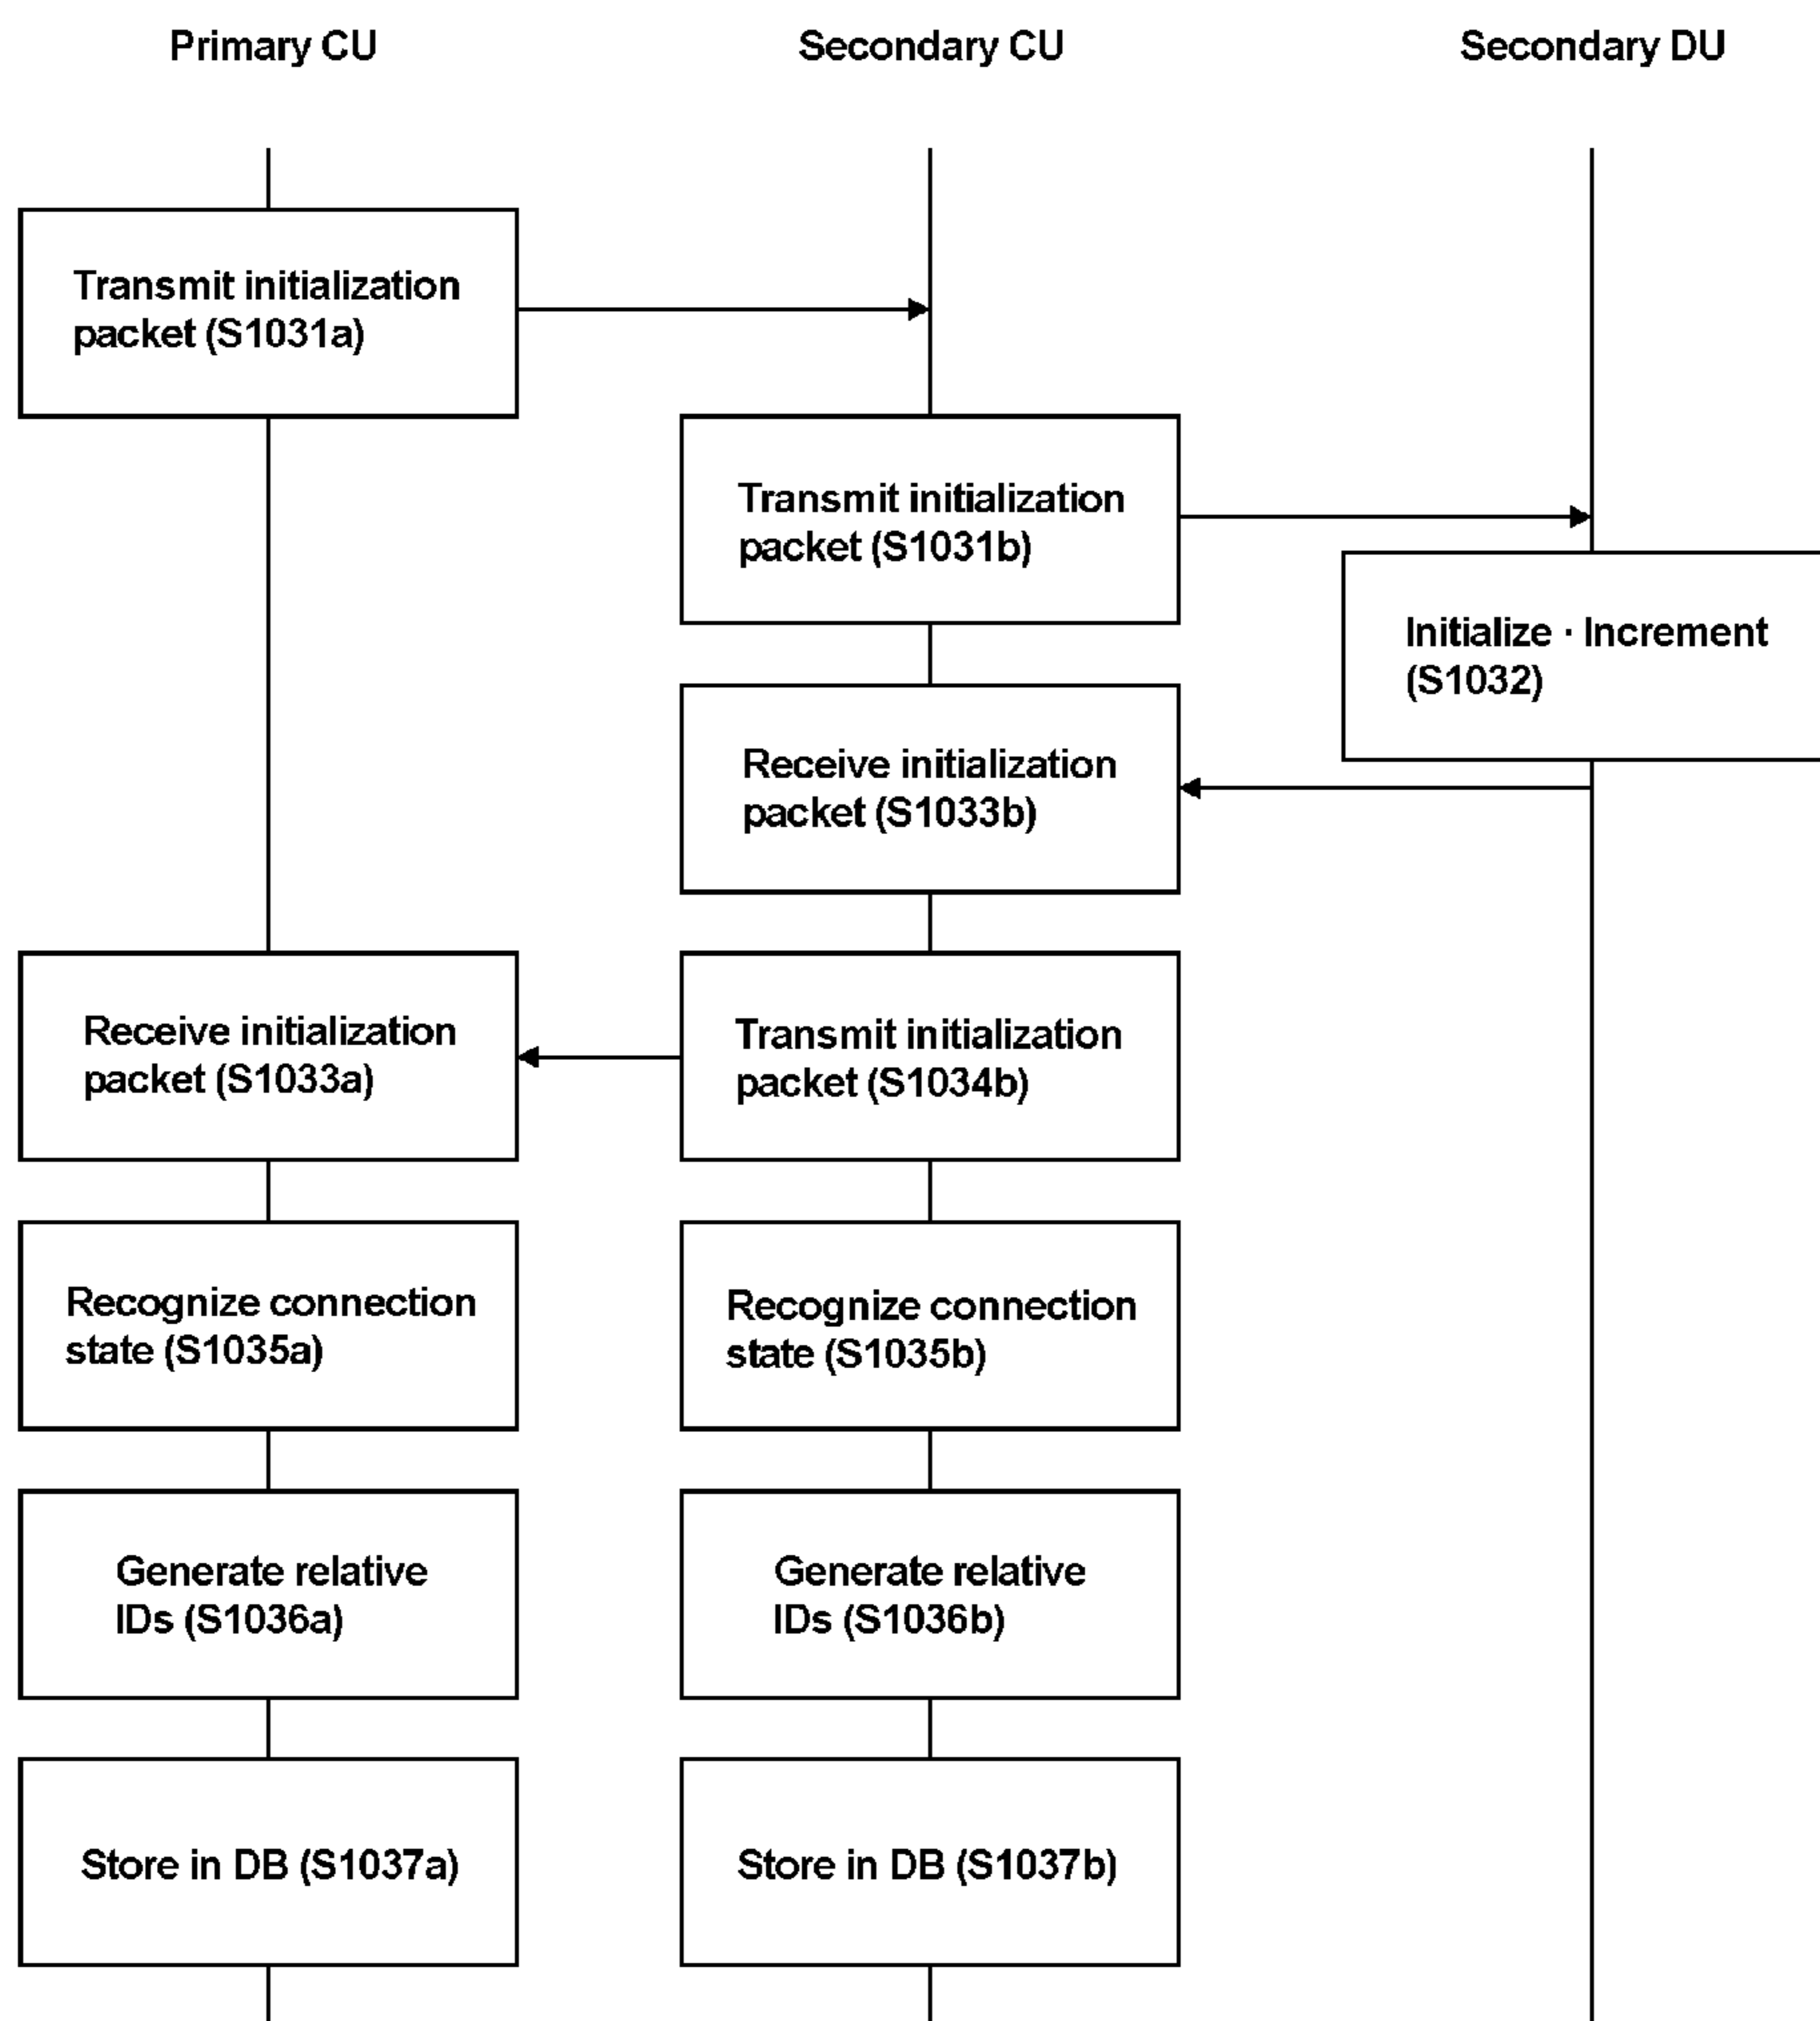 Primary CU
Secondary CU
Secondary DU
Transmit initialization
packet (S1031a)
Transmit initialization
packet (S1031b)
Initialize · Increment
(S1032)
Receive initialization
packet (S1033b)
Receive initialization
packet (S1033a)
Transmit initialization
packet (S1034b)
Recognize connection
state (S1035a)
Recognize connection
state (S1035b)
Generate relative
IDs (S1036a)
Generate relative
IDs (S1036b)
Store in DB (S1037a)
Store in DB (S1037b)